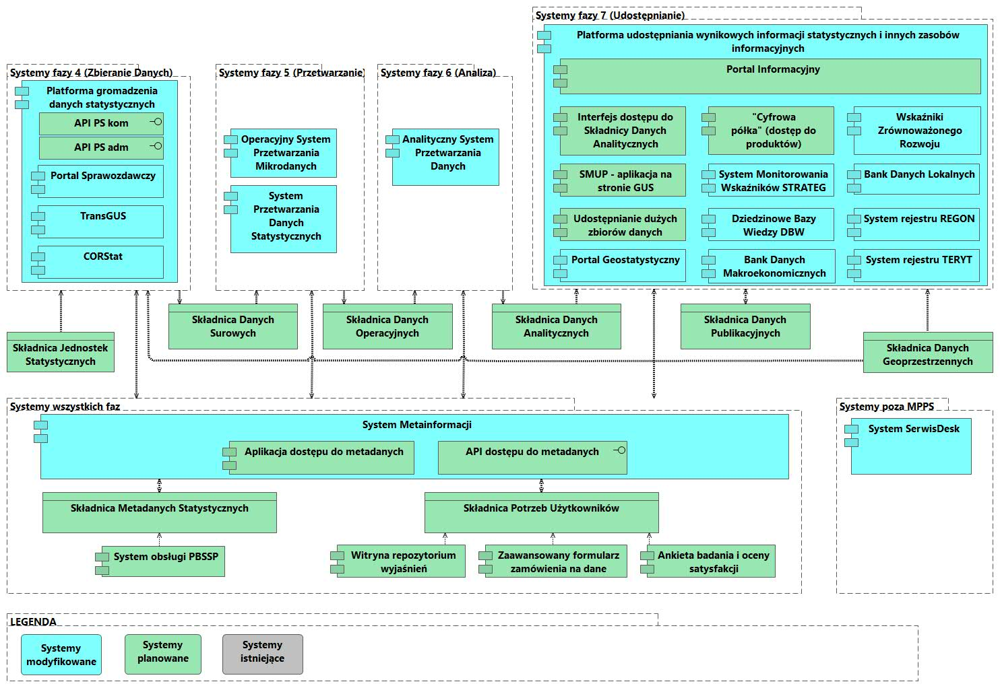 Systemy fazy 4 (Zbieranie Danych)
Platforma gromadzenia
danych statystycznych
API PS kom
API PS adm
Portal Sprawozdawczy
TransGUS
CORStat
Systemy fazy 5 (Przetwarzanie)
Operacyjny System
Przetwarzania
Mikrodanych
System
Przetwarzania
Danych
Statystycznych
Systemy fazy 6 (Analiza)
Analityczny System
Przetwarzania
Danych
Systemy fazy 7 (Udostępnianie)
Platforma udostępniania wynikowych informacji statystycznych i innych zasobów
informacyjnych
Portal Informacyjny
Interfejs dostępu do
Składnicy Danych
Analitycznych
"Cyfrowa
półka" (dostęp do
produktów)
Wskaźniki
Zrównoważonego
Rozwoju
SMUP - aplikacja na
stronie GUS
System Monitorowania
Wskaźników STRATEG
Bank Danych Lokalnych
Udostępnianie dużych
zbiorów danych
Dziedzinowe Bazy
Wiedzy DBW
System rejestru REGON
Portal Geostatystyczny
Bank Danych
Makroekonomicznych
System rejestru TERYT
Składnica Jednostek
Statystycznych
Składnica Danych
Surowych
Składnica Danych
Operacyjnych
Składnica Danych
Analitycznych
Składnica Danych
Publikacyjnych
Składnica Danych
Geoprzestrzennych
Systemy wszystkich faz
System Metainformacji
Aplikacja dostępu do metadanych
API dostępu do metadanych
Składnica Metadanych Statystycznych
Składnica Potrzeb Użytkowników
System obsługi PBSSP
Witryna repozytorium
wyjaśnień
Zaawansowany formularz
zamówienia na dane
Ankieta badania i oceny
satysfakcji
Systemy poza MPPS
System SerwisDesk
LEGENDA
Systemy
modyfikowane
Systemy
planowane
Systemy
istniejące